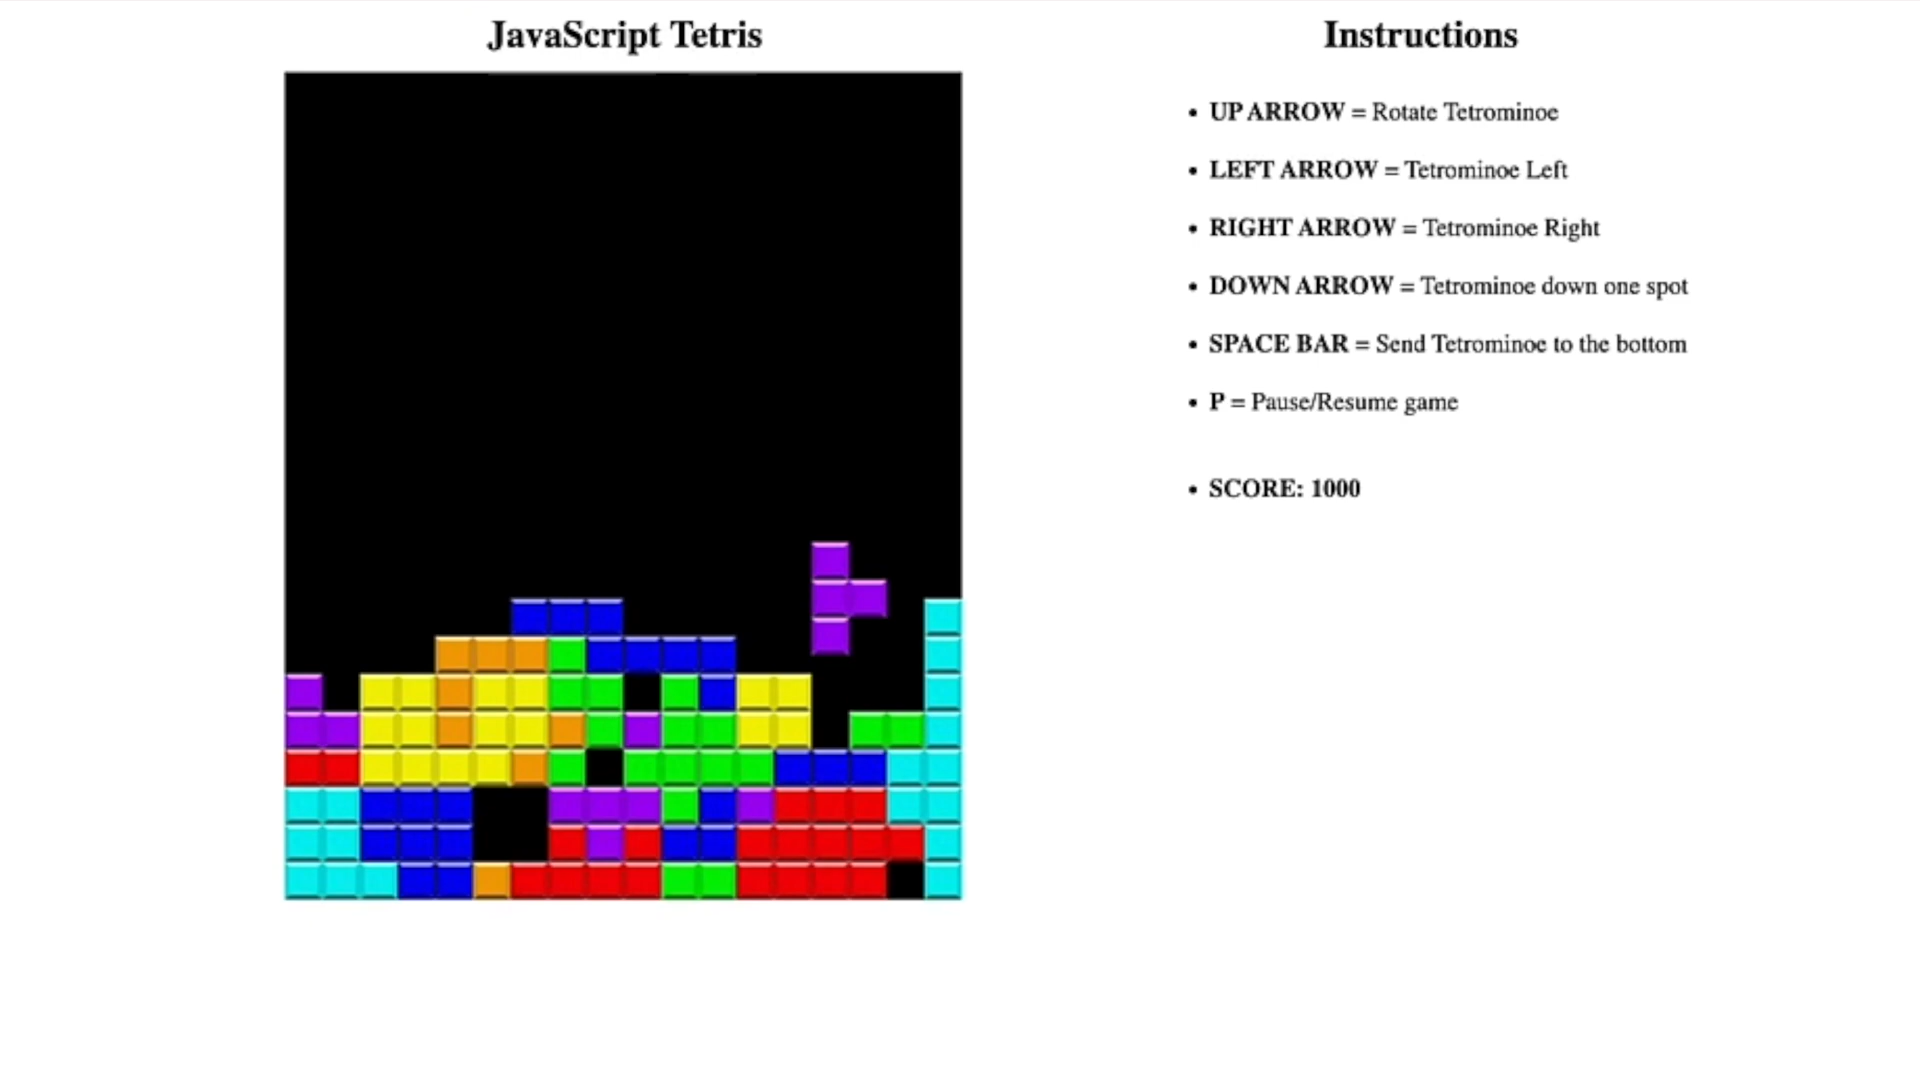 JavaScript Tetris
Instructions
UP ARROW = Rotate Tetrominoe
LEFT ARROW = Tetrominoe Left
RIGHT ARROW = Tetrominoe Right
DOWN ARROW = Tetrominoe down one spot
SPACE BAR = Send Tetrominoe to the bottom
P = Pause/Resume game
SCORE: 1000